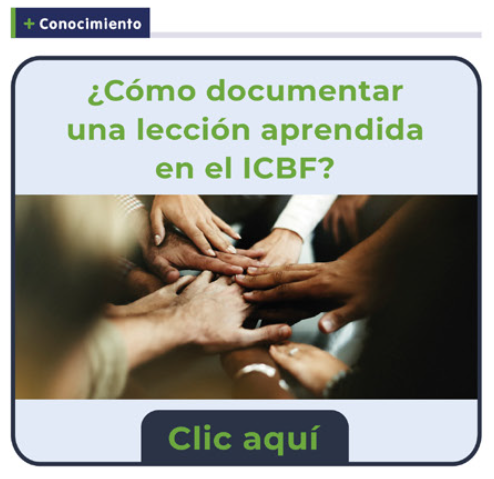 + Conocimiento
¿Cómo documentar
una lección aprendida
en el ICBF?
Clic aquí